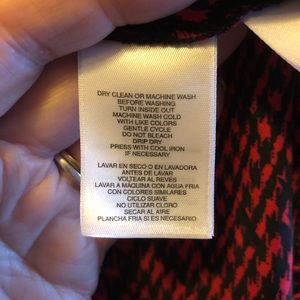 DRY CLEAN OR MACHINE WASH
BEFORE WASHING
TURN INSIDE OUT
MACHINE WASH COLD
WITH LIKE COLORS
GENTLE CYCLE
DO NOT BLEACH
DRIP DRY
PRESS WITH COOL IRON
IF NECESSARY
LAVAR EN SECO O EN LAVADORA
ANTES DE LAVAR
VOLTEAR AL REVES
LAVAR A MAQUINA CON AGUA FRIA
CON COLORES SIMILARES
CICLO SUAVE
NO UTILIZAR CLORO
SECAR AL AIRE
PLANCHA FRIA SI ES NECESARIO